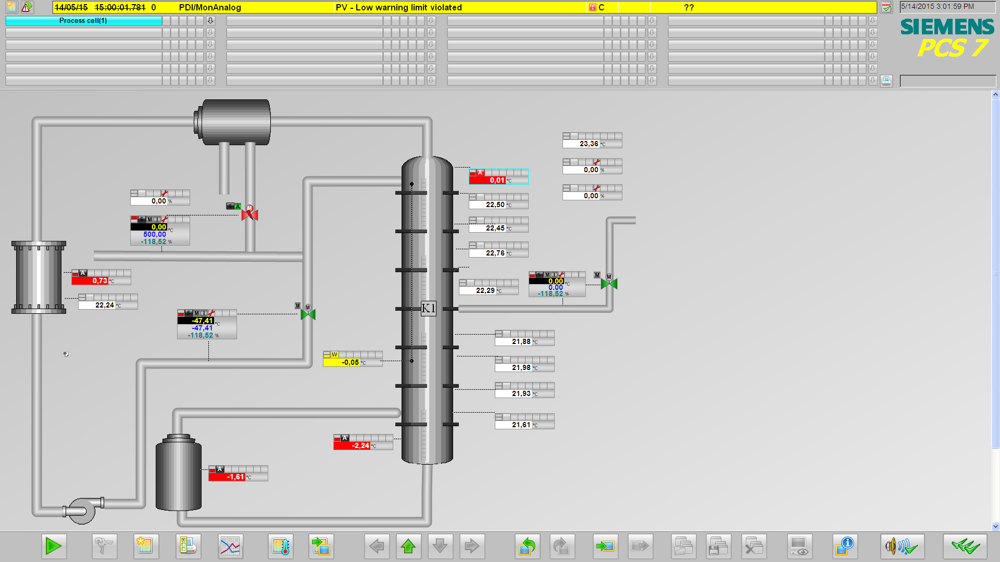 14/05/15 15:00:01.781 0 PDI/MonAnalog PV - Low warning limit violated C ??
5/14/2015 3:01:59 PM
Process cell(1)
SIEMENS
PCS 7
23,36 °C
0,00 %
0,00 %
A
0,01 °C
22,50 °C
22,45 °C
22,76 °C
22,29 °C
0,00 %
S A M
S M I
0,00 °C
500,00
-118,52 %
A
0,73 °C
22,24 °C
S M I
0,00 °C
0,00
-118,52 %
M M
K1
M M
S M I
-47,41 °C
-47,41
-118,52 %
W
-0,05 °C
21,88 °C
21,98 °C
21,93 °C
21,61 °C
A
-2,24 °C
A
-1,61 °C